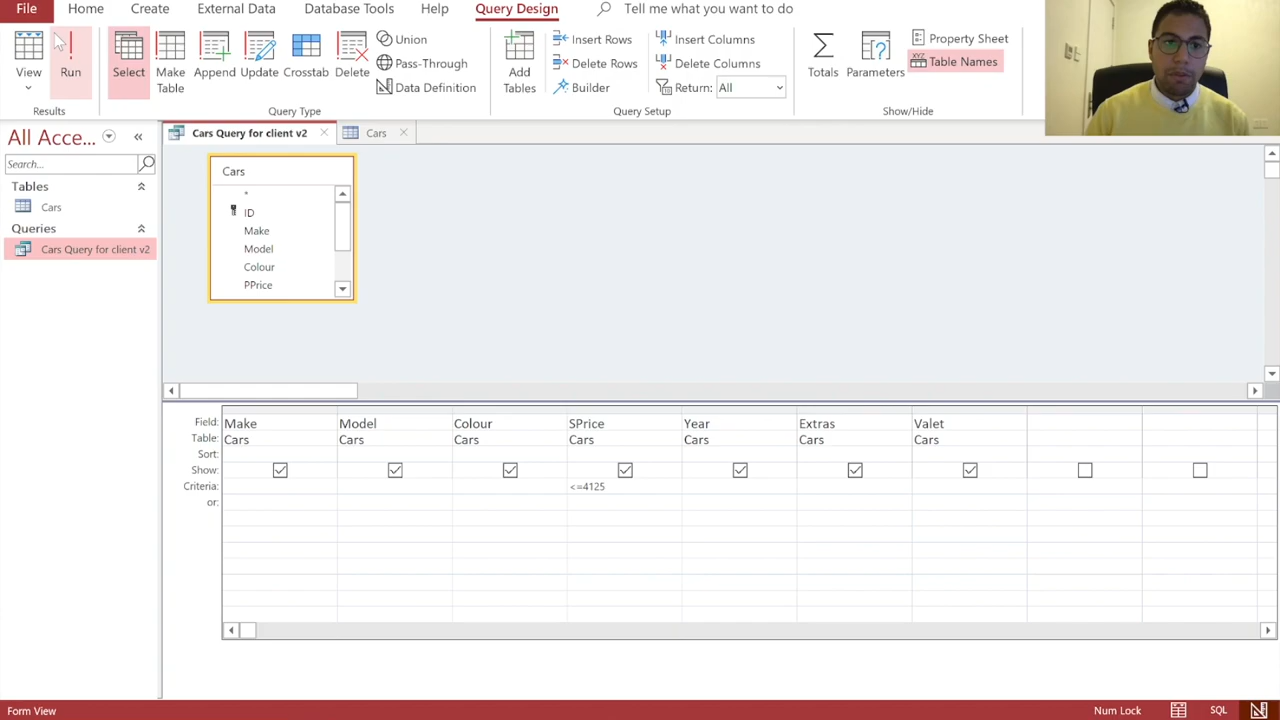 File Home Create External Data Database Tools Help Query Design Tell me what you want to do
View Run Select Make Table Append Update Crosstab Delete
Union
Pass-Through
Data Definition
Add Tables
Insert Rows
Delete Rows
Builder
Insert Columns
Delete Columns
Return: All
Totals Parameters
Property Sheet
XYZ Table Names
Results Query Type Query Setup Show/Hide
All Acce...
Search...
Tables
Cars
Queries
Cars Query for client v2
Cars Query for client v2 Cars
Cars
*
ID
Make
Model
Colour
PPrice
Field: Make Model Colour SPrice Year Extras Valet
Table: Cars Cars Cars Cars Cars Cars Cars
Sort:
Show:
Criteria: <=4125
or:
Form View Num Lock SQL